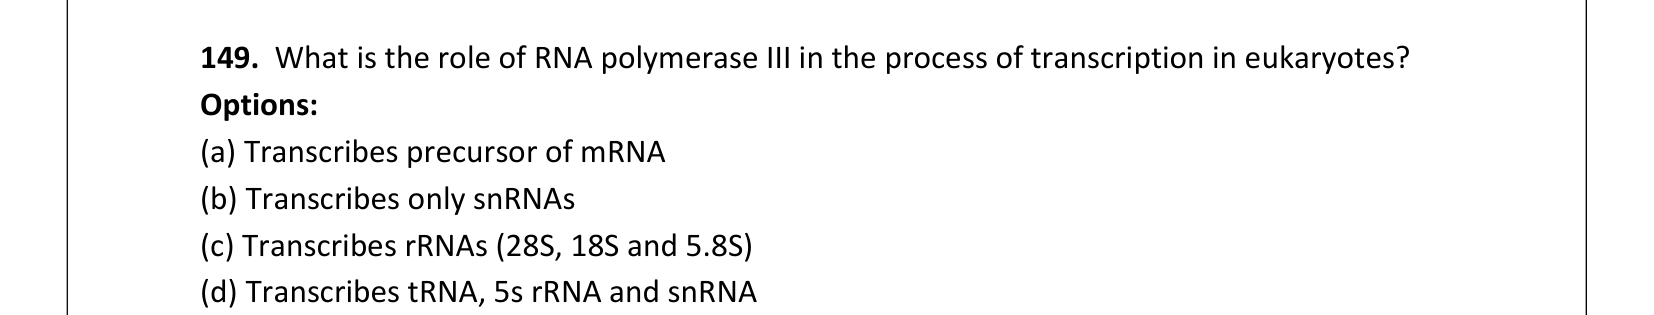 149. What is the role of RNA polymerase III in the process of transcription in eukaryotes?
Options:
(a) Transcribes precursor of mRNA
(b) Transcribes only snRNAs
(c) Transcribes rRNAs (28S, 18S and 5.8S)
(d) Transcribes tRNA, 5s rRNA and snRNA